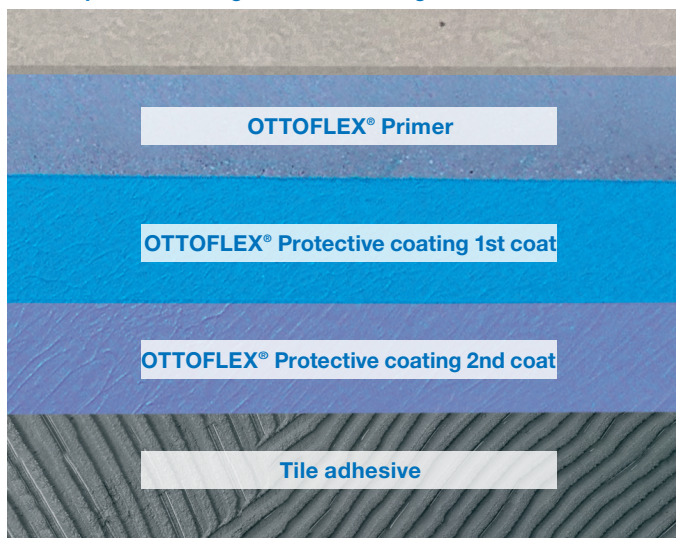 OTTOFLEX® Primer
OTTOFLEX® Protective coating 1st coat
OTTOFLEX® Protective coating 2nd coat
Tile adhesive